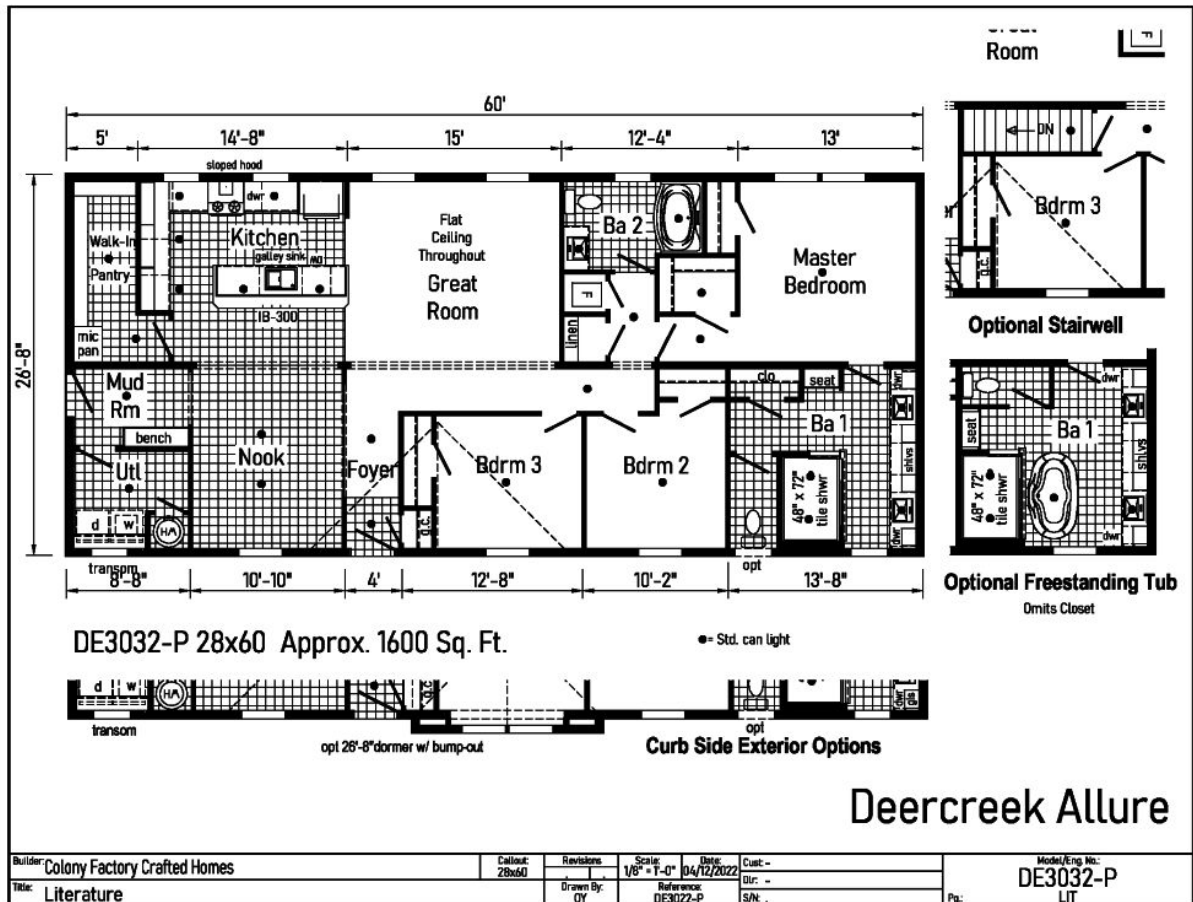 Room
F
60'
5'
14'-8"
15'
12'-4"
13'
sloped hood
DN
26'-8"
dwr
Kitchen
Walk-In
Pantry
galley sink
DW
IB-300
mic
pan
Flat
Ceiling
Throughout
Great
Room
Ba 2
F
linen
Master
Bedroom
Bdrm 3
g.c.
Optional Stairwell
Mud
Rm
bench
Utl
d
w
H/W
transom
Nook
Foyer
g.c.
Bdrm 3
Bdrm 2
clo
seat
Ba 1
48" x 72"
tile shwr
dwr
shlvs
dwr
opt
dwr
seat
Ba 1
shlvs
48" x 72"
tile shwr
dwr
8'-8"
10'-10"
4'
12'-8"
10'-2"
13'-8"
Optional Freestanding Tub
Omits Closet
DE3032-P 28x60 Approx. 1600 Sq. Ft.
●= Std. can light
d
w
H/W
g.c.
dwr
gls
transom
opt 26'-8"dormer w/ bump-out
opt
Curb Side Exterior Options
Deercreek Allure
Builder: Colony Factory Crafted Homes
Callout:
28x60
Revisions
Scale:
1/8" = 1'-0"
Date:
04/12/2022
Cust: -
Dlr: -
S/N: .
Model/Eng. No.:
DE3032-P
Title: Literature
Drawn By:
OY
Reference:
DE3022-P
Pg.: LIT